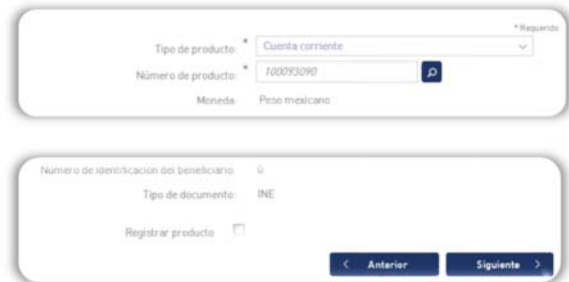 * Requerido
Tipo de producto: * Cuenta corriente
Número de producto: * 100093090
Moneda: Peso mexicano
Número de identificación del beneficiario: 0
Tipo de documento: INE
Registrar producto
< Anterior Siguiente >